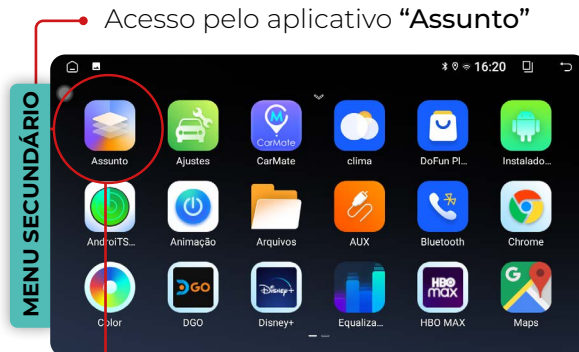 Acesso pelo aplicativo “Assunto”
MENU SECUNDÁRIO
16:20
M
CarMate
Assunto
Ajustes
CarMate
clima
DoFun Pl...
Instalado...
AndroiTS...
Animação
Arquivos
AUX
Bluetooth
Chrome
DGO
Disney+
HBO
max
G
Color
DGO
Disney+
Equaliza...
HBO MAX
Maps